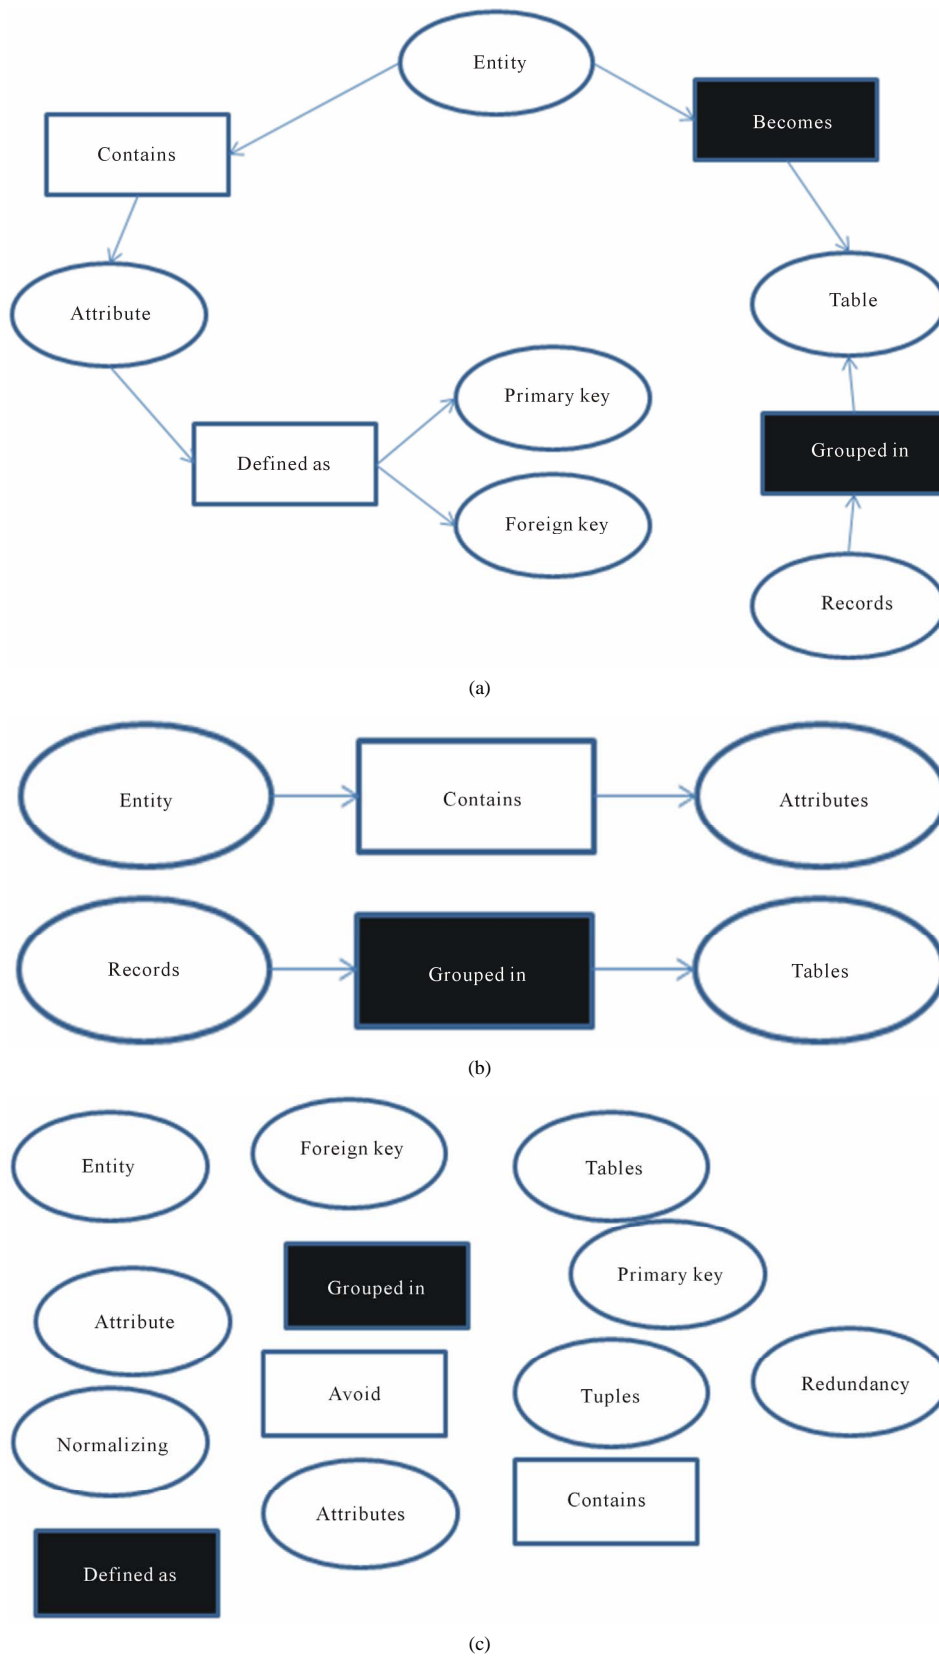 Entity
Becomes
Contains
Attribute
Table
Primary key
Defined as
Grouped in
Foreign key
Records
(a)
Entity
Contains
Attributes
Records
Grouped in
Tables
(b)
Entity
Foreign key
Tables
Grouped in
Primary key
Attribute
Avoid
Tuples
Redundancy
Normalizing
Attributes
Contains
Defined as
(c)